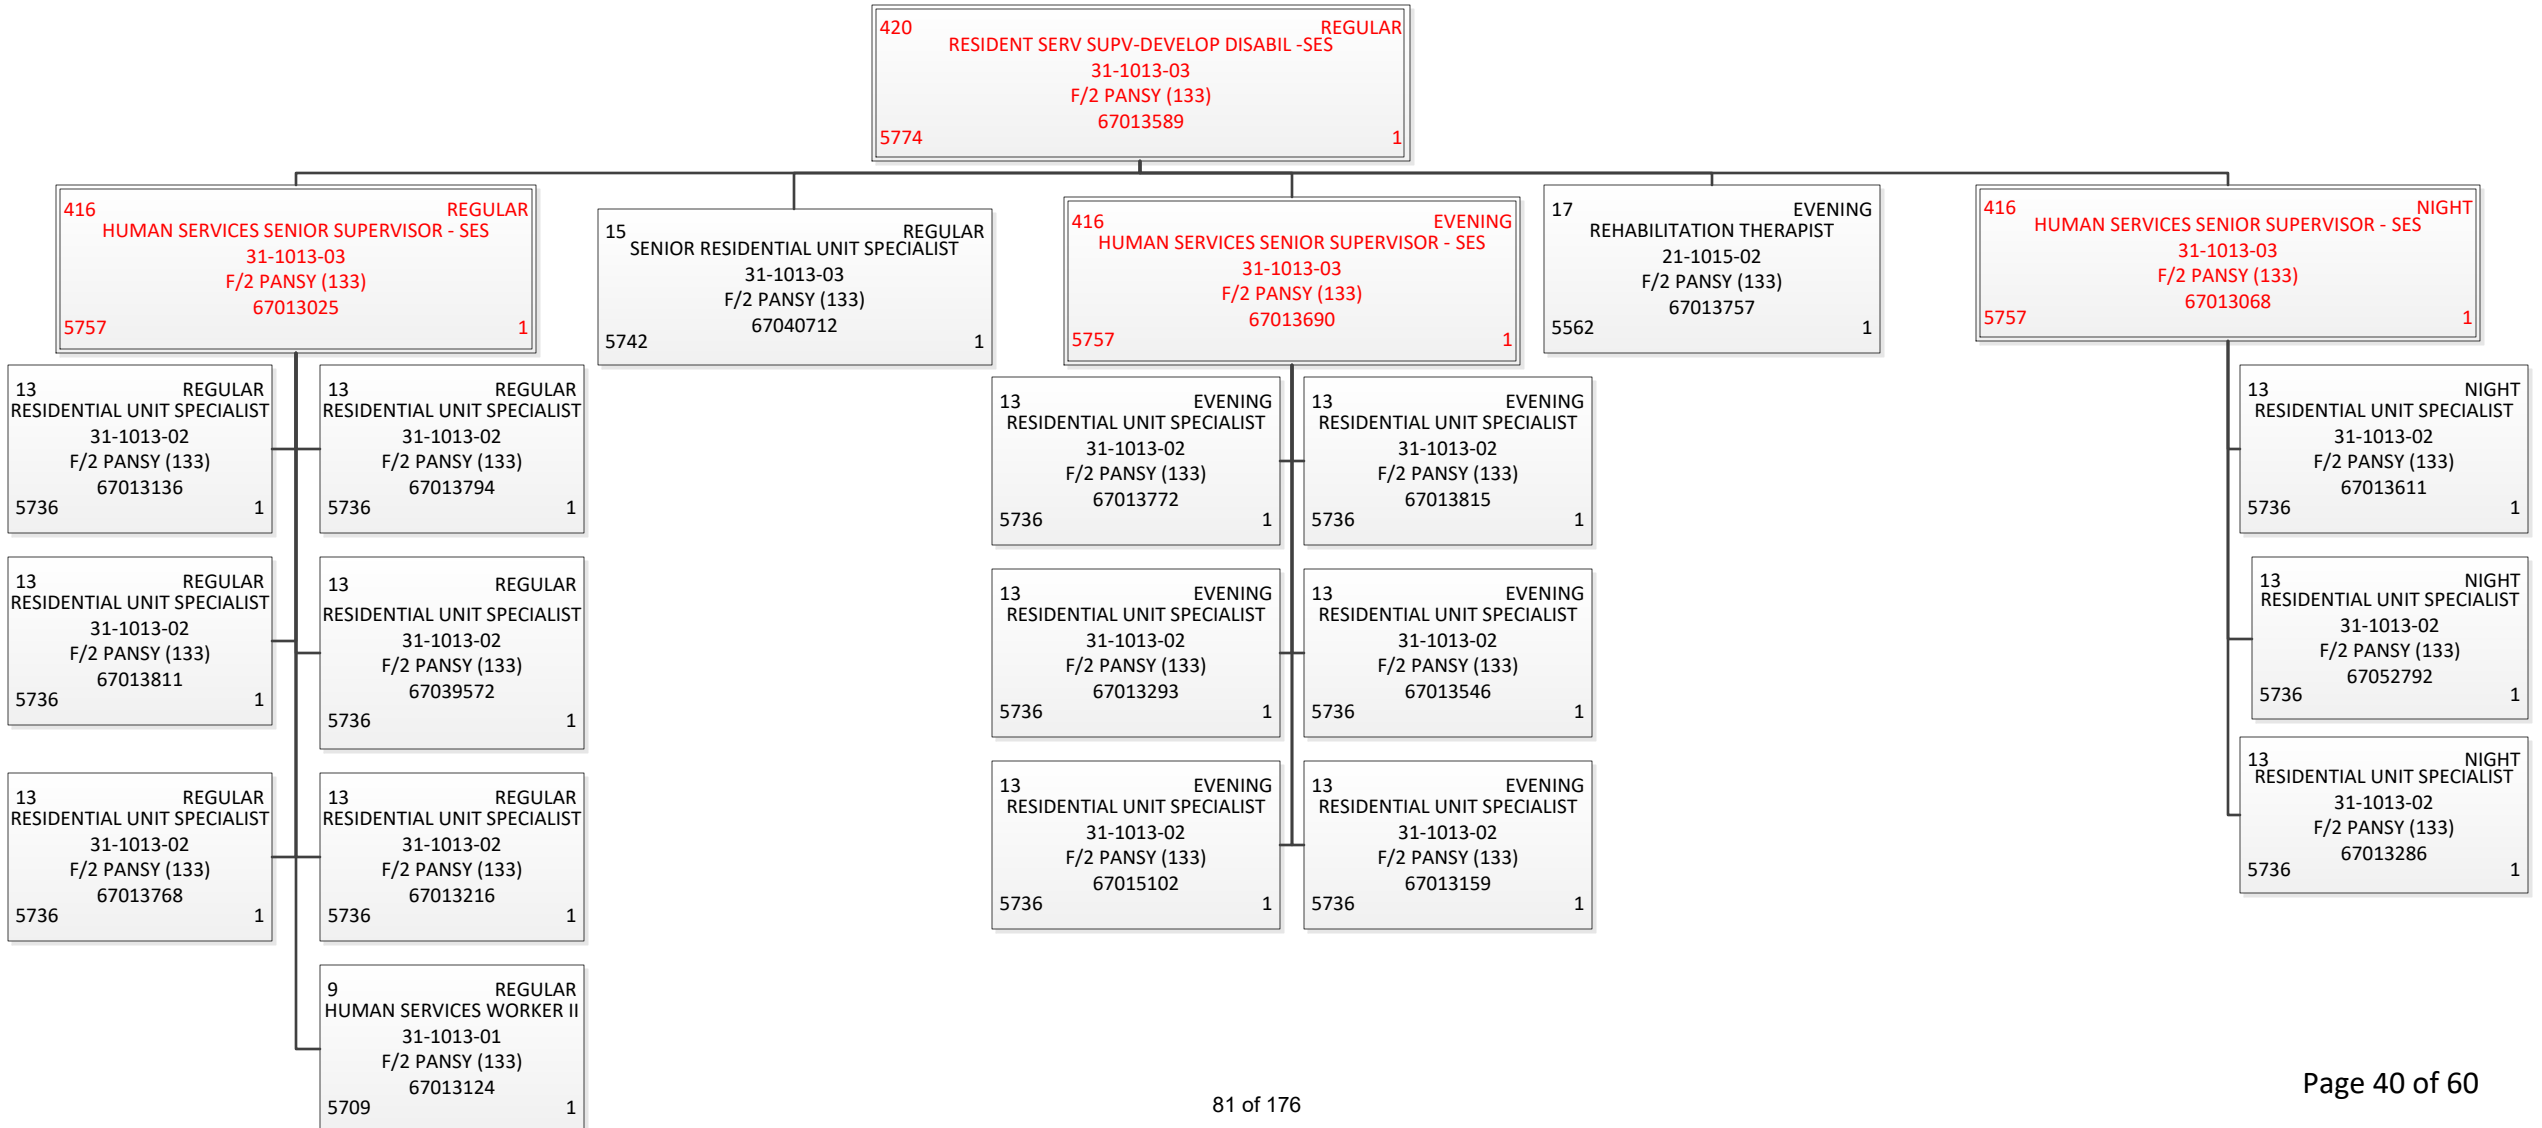 420 REGULAR
RESIDENT SERV SUPV-DEVELOP DISABIL -SES
31-1013-03
F/2 PANSY (133)
67013589
5774 1
416 REGULAR
HUMAN SERVICES SENIOR SUPERVISOR - SES
31-1013-03
F/2 PANSY (133)
67013025
5757 1
15 REGULAR
SENIOR RESIDENTIAL UNIT SPECIALIST
31-1013-03
F/2 PANSY (133)
67040712
5742 1
416 EVENING
HUMAN SERVICES SENIOR SUPERVISOR - SES
31-1013-03
F/2 PANSY (133)
67013690
5757 1
17 EVENING
REHABILITATION THERAPIST
21-1015-02
F/2 PANSY (133)
67013757
5562 1
416 NIGHT
HUMAN SERVICES SENIOR SUPERVISOR - SES
31-1013-03
F/2 PANSY (133)
67013068
5757 1
13 REGULAR
RESIDENTIAL UNIT SPECIALIST
31-1013-02
F/2 PANSY (133)
67013136
5736 1
13 REGULAR
RESIDENTIAL UNIT SPECIALIST
31-1013-02
F/2 PANSY (133)
67013794
5736 1
13 REGULAR
RESIDENTIAL UNIT SPECIALIST
31-1013-02
F/2 PANSY (133)
67013811
5736 1
13 REGULAR
RESIDENTIAL UNIT SPECIALIST
31-1013-02
F/2 PANSY (133)
67039572
5736 1
13 REGULAR
RESIDENTIAL UNIT SPECIALIST
31-1013-02
F/2 PANSY (133)
67013768
5736 1
13 REGULAR
RESIDENTIAL UNIT SPECIALIST
31-1013-02
F/2 PANSY (133)
67013216
5736 1
9 REGULAR
HUMAN SERVICES WORKER II
31-1013-01
F/2 PANSY (133)
67013124
5709 1
13 EVENING
RESIDENTIAL UNIT SPECIALIST
31-1013-02
F/2 PANSY (133)
67013772
5736 1
13 EVENING
RESIDENTIAL UNIT SPECIALIST
31-1013-02
F/2 PANSY (133)
67013815
5736 1
13 EVENING
RESIDENTIAL UNIT SPECIALIST
31-1013-02
F/2 PANSY (133)
67013293
5736 1
13 EVENING
RESIDENTIAL UNIT SPECIALIST
31-1013-02
F/2 PANSY (133)
67013546
5736 1
13 EVENING
RESIDENTIAL UNIT SPECIALIST
31-1013-02
F/2 PANSY (133)
67015102
5736 1
13 EVENING
RESIDENTIAL UNIT SPECIALIST
31-1013-02
F/2 PANSY (133)
67013159
5736 1
13 NIGHT
RESIDENTIAL UNIT SPECIALIST
31-1013-02
F/2 PANSY (133)
67013611
5736 1
13 NIGHT
RESIDENTIAL UNIT SPECIALIST
31-1013-02
F/2 PANSY (133)
67052792
5736 1
13 NIGHT
RESIDENTIAL UNIT SPECIALIST
31-1013-02
F/2 PANSY (133)
67013286
5736 1
Page 40 of 60
81 of 176